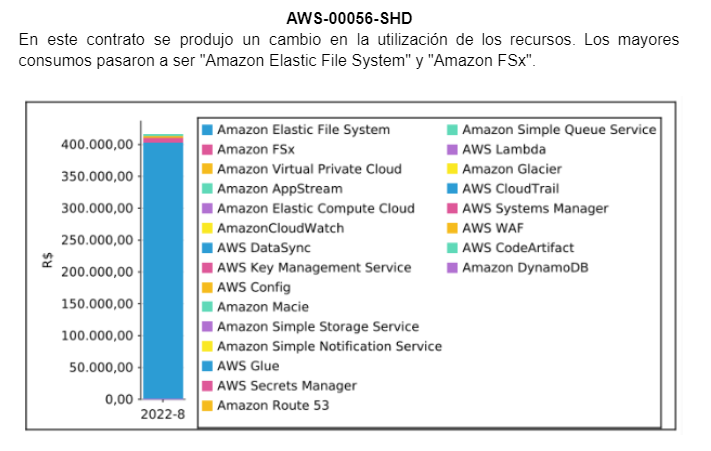 AWS-00056-SHD
En este contrato se produjo un cambio en la utilización de los recursos. Los mayores
consumos pasaron a ser "Amazon Elastic File System" y "Amazon FSx".
400.000,00
350.000,00
300.000,00
250.000,00
200.000,00
150.000,00
100.000,00
50.000,00
0,00
R$
2022-8
Amazon Elastic File System
Amazon FSx
Amazon Virtual Private Cloud
Amazon AppStream
Amazon Elastic Compute Cloud
AmazonCloudWatch
AWS DataSync
AWS Key Management Service
AWS Config
Amazon Macie
Amazon Simple Storage Service
Amazon Simple Notification Service
AWS Glue
AWS Secrets Manager
Amazon Route 53
Amazon Simple Queue Service
AWS Lambda
Amazon Glacier
AWS CloudTrail
AWS Systems Manager
AWS WAF
AWS CodeArtifact
Amazon DynamoDB